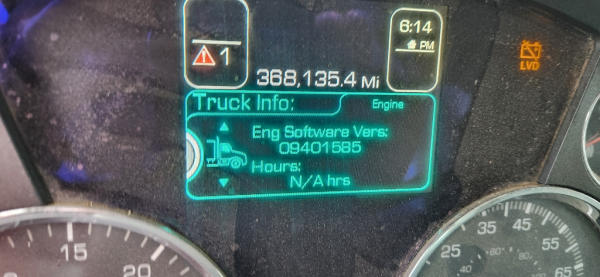 6:14
PM
1
368,135.4 Mi
LVD
Truck Info:
Engine
Eng Software Vers:
09401585
Hours:
N/A hrs
15
20
25
35
45
55
65
40